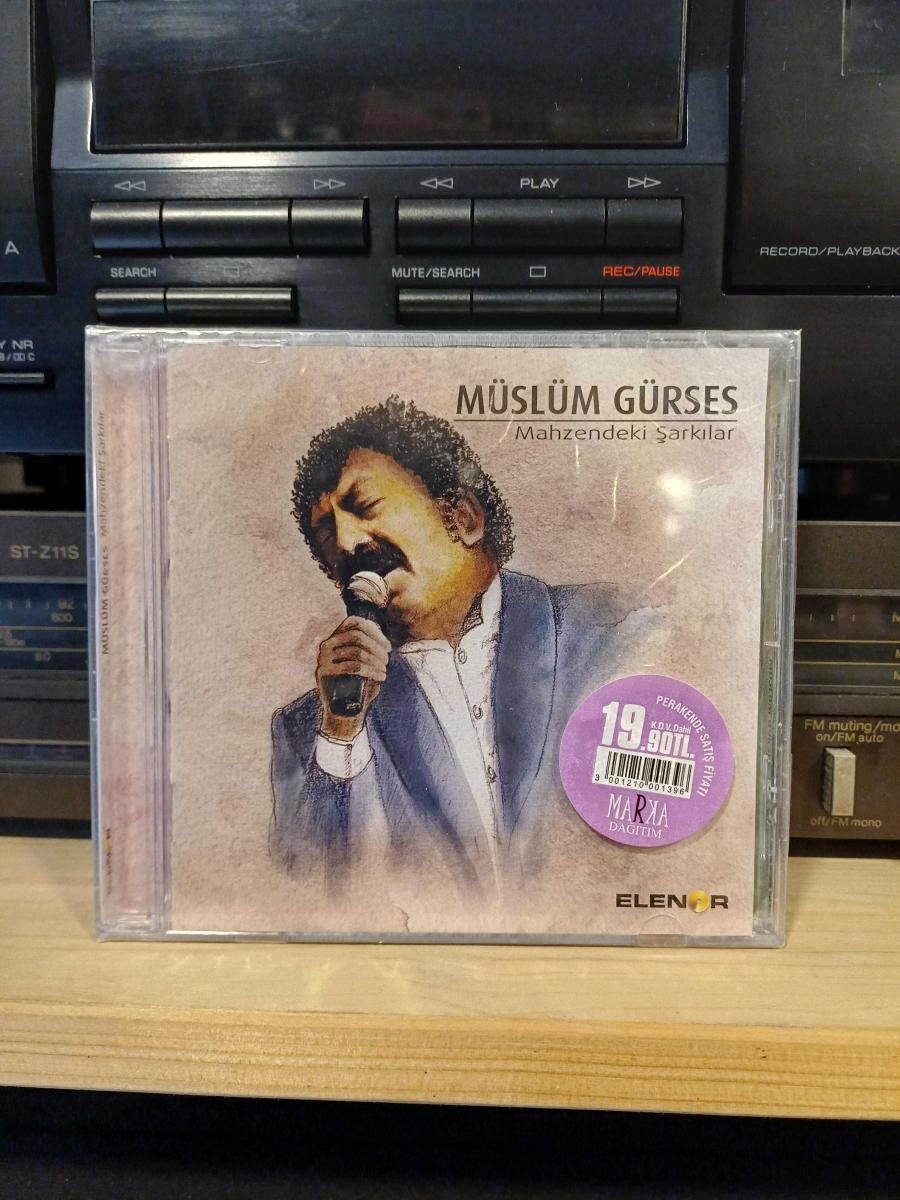 PLAY
A
RECORD/PLAYBACK
SEARCH
MUTE/SEARCH
REC/PAUSE
Y NR
B/ C
MÜSLÜM GÜRSES
Mahzendeki Şarkılar
MÜSLÜM GÜRSES Mahzendeki Şarkılar
ST-Z11S
PERAKENDE SATIŞ FİYATI
19.90TL.
K.D.V. Dahil
3 001210 001396
MARKA
DAGITIM
FM muting/mo
on/FM auto
off/FM mono
ELENOR